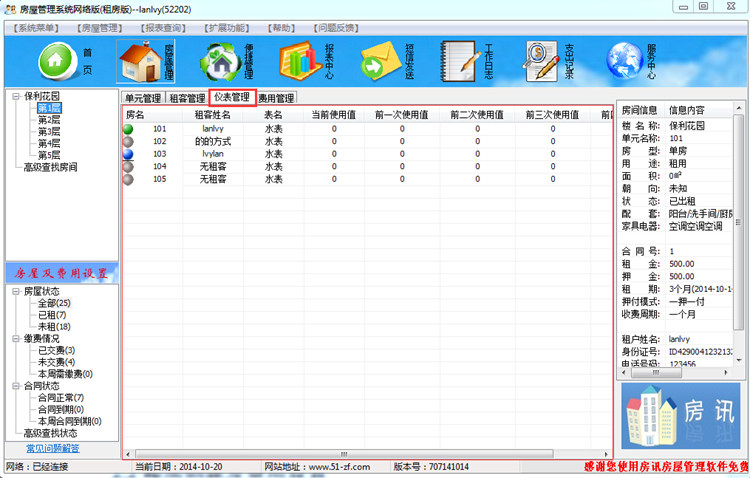 房屋管理系统网络版(租房版)--lanlvy(52202)
【系统菜单】 【房屋管理】 【报表查询】 【扩展功能】 【帮助】 【问题反馈】
首页 房屋管理 便捷管理 报表中心 短信发送 工作日志 支出记录 服务中心
保利花园
第1层
第2层
第3层
第4层
第5层
高级查找房间
房屋及费用设置
房屋状态
全部(25)
已租(7)
未租(18)
缴费情况
已交费(3)
未交费(4)
本周需缴费(0)
合同状态
合同正常(7)
合同到期(0)
本周合同到期(0)
高级查找状态
常见问题解答
单元管理 租客管理 仪表管理 费用管理
房名 租客姓名 表名 当前使用值 前一次使用值 前二次使用值 前三次使用值
101 lanlvy 水表 0 0 0 0
102 的的方式 水表 0 0 0 0
103 lvylan 水表 0 0 0 0
104 无租客 水表 0 0 0 0
105 无租客 水表 0 0 0 0
房间信息 信息内容
楼名称: 保利花园
单元名称: 101
房型: 单房
用途: 租用
面积: 0㎡
朝向: 未知
状态: 已出租
配套: 阳台/洗手间/厨房
家具电器: 空调空调空调
合同号: 1
租金: 500.00
押金: 500.00
租期: 3个月(2014-10-1
押付模式: 一押一付
收费周期: 一个月
租户姓名: lanlvy
身份证号: ID4290041232132
电话号码: 123456
房讯
网络：已经连接 当前日期：2014-10-20 网站地址：www.51-zf.com 版本号：707141014 感谢您使用房讯房屋管理软件免费